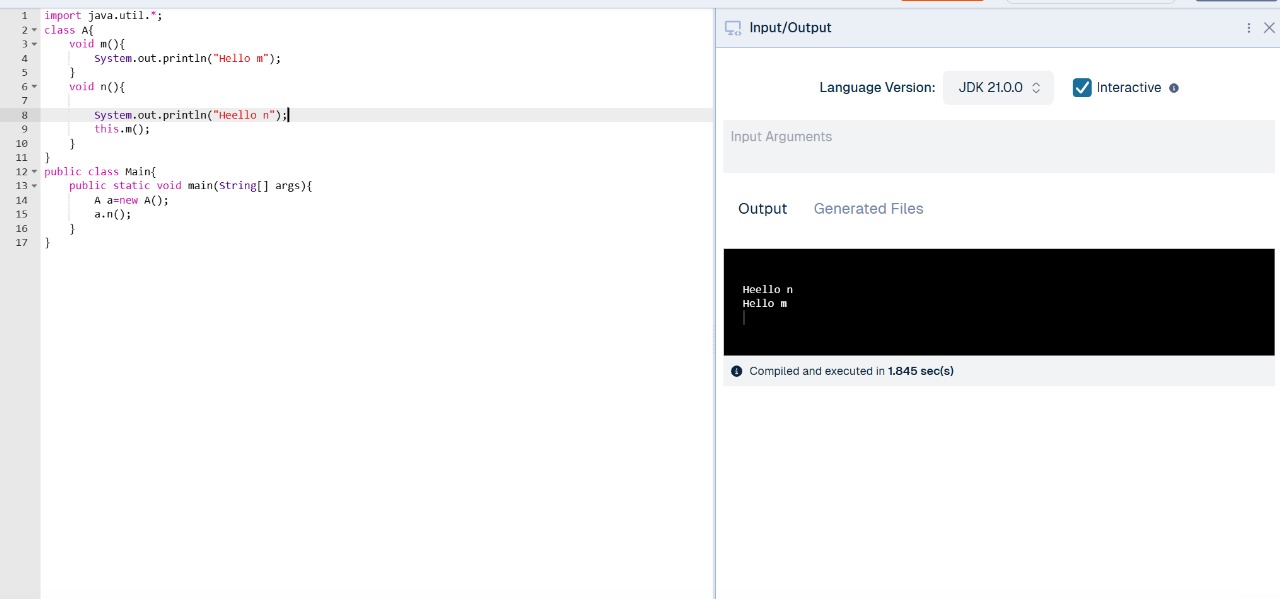 1 import java.util.*;
2 class A{
3 void m(){
4 System.out.println("Hello m");
5 }
6 void n(){
7
8 System.out.println("Heello n");
9 this.m();
10 }
11 }
12 public class Main{
13 public static void main(String[] args){
14 A a=new A();
15 a.n();
16 }
17 }
Input/Output
Language Version: JDK 21.0.0 Interactive
Input Arguments
Output Generated Files
Heello n
Hello m
Compiled and executed in 1.845 sec(s)